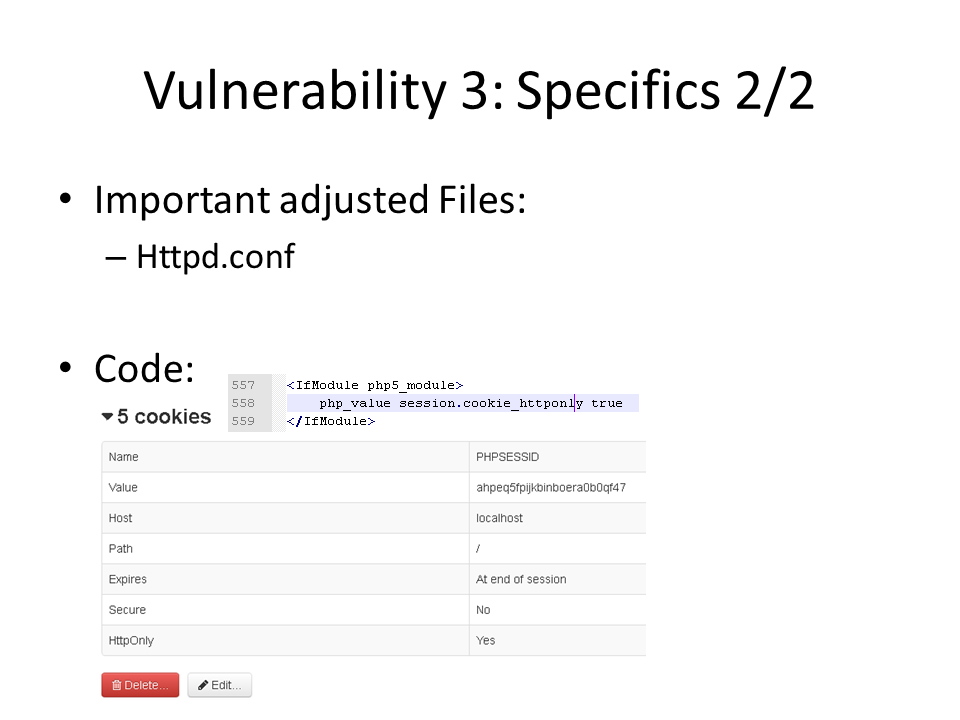 Vulnerability 3: Specifics 2/2
• Important adjusted Files:
– Httpd.conf
• Code:
557 <IfModule php5_module>
558 php_value session.cookie_httponly true
559 </IfModule>
5 cookies
Name PHPSESSID
Value ahpeq5fpijkbinboera0b0qf47
Host localhost
Path /
Expires At end of session
Secure No
HttpOnly Yes
Delete... Edit...